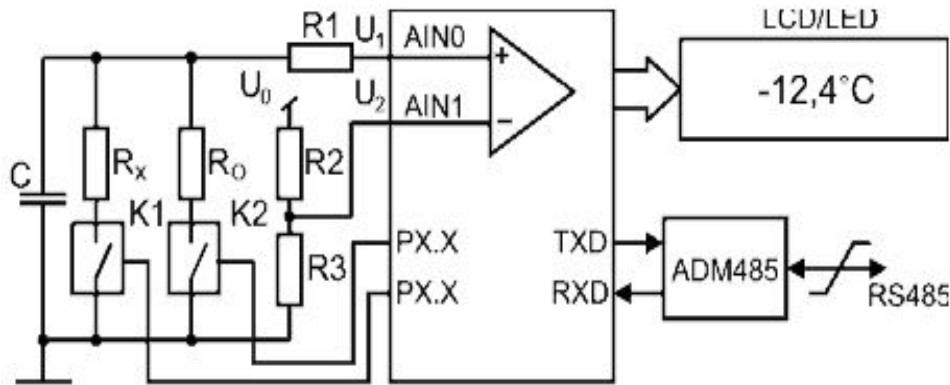 LCD/LED
R1 U₁ AIN0
+
U₀ U₂ AIN1
−
-12,4°C
C Rₓ R₀ R2
K1 K2
R3
PX.X TXD
PX.X RXD
ADM485
RS485